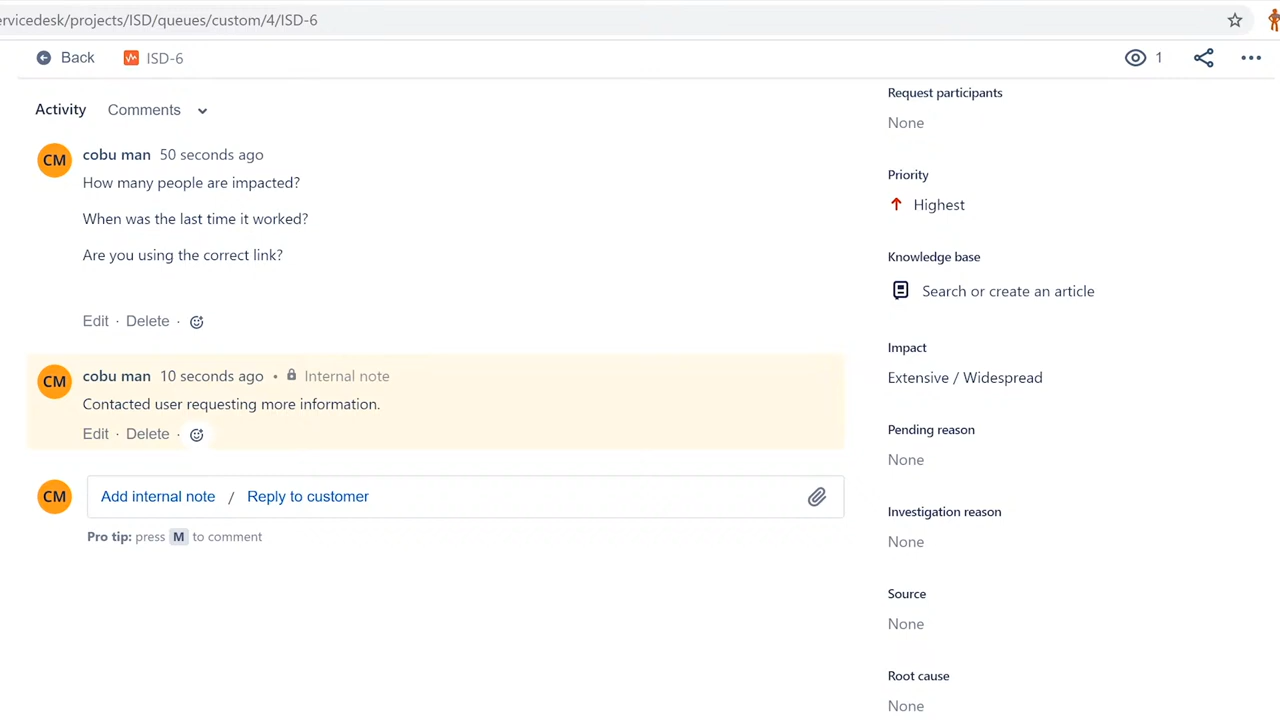 ervicedesk/projects/ISD/queues/custom/4/ISD-6
Back ISD-6 1
Activity Comments
CM cobu man 50 seconds ago
How many people are impacted?
When was the last time it worked?
Are you using the correct link?
Edit · Delete ·
CM cobu man 10 seconds ago • Internal note
Contacted user requesting more information.
Edit · Delete ·
CM Add internal note / Reply to customer
Pro tip: press M to comment
Request participants
None
Priority
Highest
Knowledge base
Search or create an article
Impact
Extensive / Widespread
Pending reason
None
Investigation reason
None
Source
None
Root cause
None